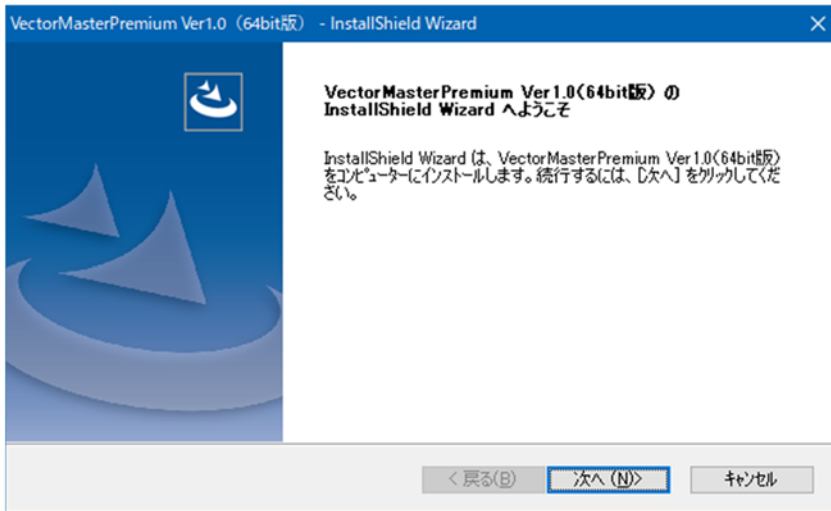 VectorMasterPremium Ver1.0（64bit版） - InstallShield Wizard
VectorMasterPremium Ver1.0(64bit版) の
InstallShield Wizard へようこそ
InstallShield Wizard は、VectorMasterPremium Ver1.0(64bit版)
をコンピューターにインストールします。続行するには、[次へ] をクリックしてくだ
さい。
< 戻る(B)
次へ (N)>
キャンセル